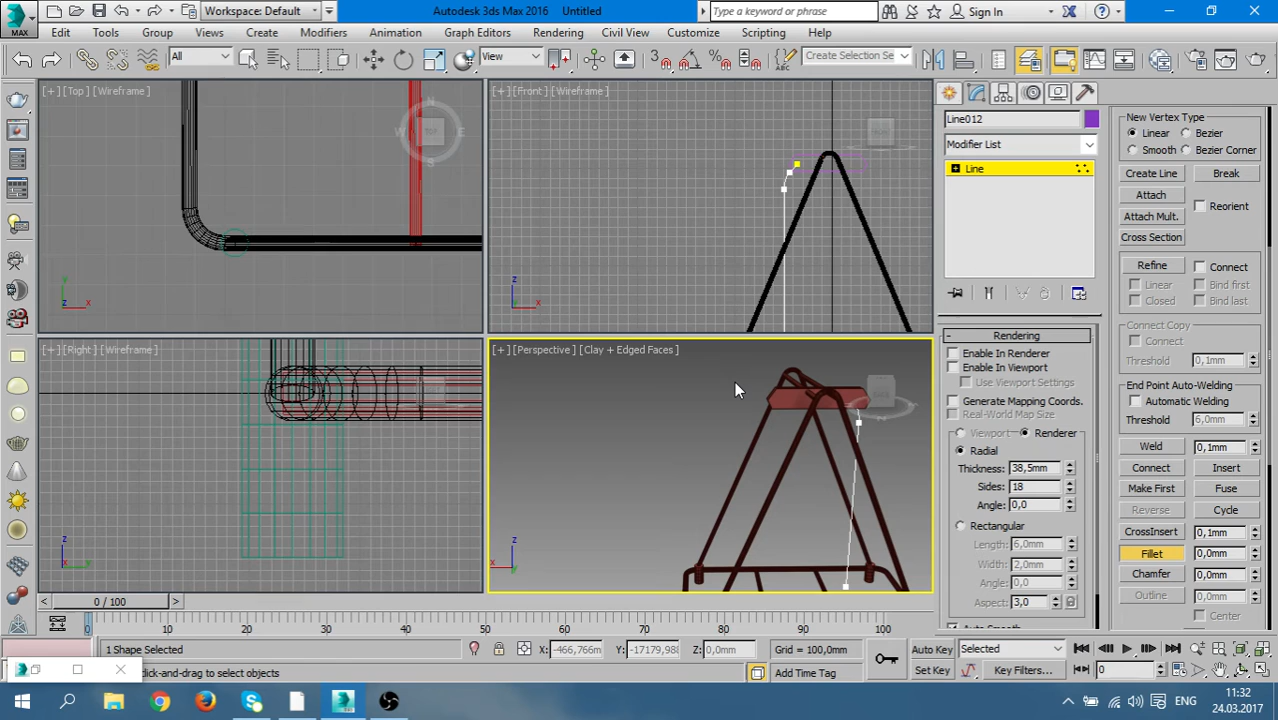 Workspace: Default
Autodesk 3ds Max 2016    Untitled
Type a keyword or phrase
Sign In
MAX
Edit
Tools
Group
Views
Create
Modifiers
Animation
Graph Editors
Rendering
Civil View
Customize
Scripting
Help
All
View
Create Selection Se
[+] [Top] [Wireframe]
[+] [Front] [Wireframe]
[+] [Right] [Wireframe]
[+] [Perspective] [Clay + Edged Faces]
N
W
E
S
TOP
y
z
x
z
x
z
y
z
x
Line012
Modifier List
Line
Rendering
Enable In Renderer
Enable In Viewport
Use Viewport Settings
Generate Mapping Coords.
Real-World Map Size
Viewport
Renderer
Radial
Thickness: 38,5mm
Sides: 18
Angle: 0,0
Rectangular
Length: 6,0mm
Width: 2,0mm
Angle: 0,0
Aspect: 3,0
Auto Smooth
New Vertex Type
Linear
Bezier
Smooth
Bezier Corner
Create Line
Break
Attach
Reorient
Attach Mult.
Cross Section
Refine
Connect
Linear
Bind first
Closed
Bind last
Connect Copy
Connect
Threshold 0,1mm
End Point Auto-Welding
Automatic Welding
Threshold 6,0mm
Weld 0,1mm
Connect
Insert
Make First
Fuse
Reverse
Cycle
CrossInsert 0,1mm
Fillet 0,0mm
Chamfer 0,0mm
Outline 0,0mm
Center
0 / 100
0
10
20
30
40
50
60
70
80
90
100
1 Shape Selected
X: -466,766m
Y: -17179,988
Z: 0,0mm
Grid = 100,0mm
Auto Key
Selected
click-and-drag to select objects
Add Time Tag
Set Key
Key Filters...
0
ENG
11:32
24.03.2017